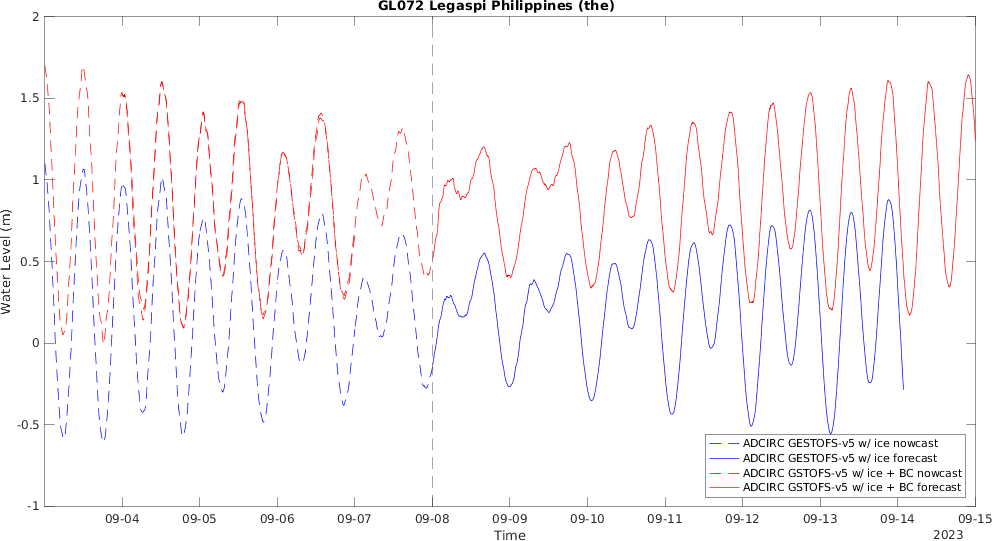 GL072 Legaspi Philippines (the)
2
1.5
1
0.5
0
-0.5
-1
Water Level (m)
ADCIRC GESTOFS-v5 w/ ice nowcast
ADCIRC GESTOFS-v5 w/ ice forecast
ADCIRC GSTOFS-v5 w/ ice + BC nowcast
ADCIRC GSTOFS-v5 w/ ice + BC forecast
09-04 09-05 09-06 09-07 09-08 09-09 09-10 09-11 09-12 09-13 09-14 09-15
Time
2023